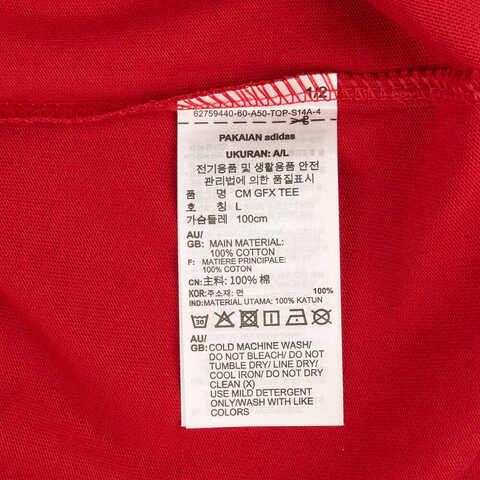 1/2
62759440-60-A50-TQP-S14A-4
PAKAIAN adidas
UKURAN: A/L
전기용품 및 생활용품 안전
관리법에 의한 품질표시
품 명 CM GFX TEE
호 칭 L
가슴둘레 100cm
AU/
GB: MAIN MATERIAL:
100% COTTON
F: MATIERE PRINCIPALE:
100% COTON
CN: 主料: 100% 棉
KOR: 주소재: 면 100%
IND: MATERIAL UTAMA: 100% KATUN
30
AU/
GB: COLD MACHINE WASH/
DO NOT BLEACH/ DO NOT
TUMBLE DRY/ LINE DRY/
COOL IRON/ DO NOT DRY
CLEAN (X)
USE MILD DETERGENT
ONLY/WASH WITH LIKE
COLORS